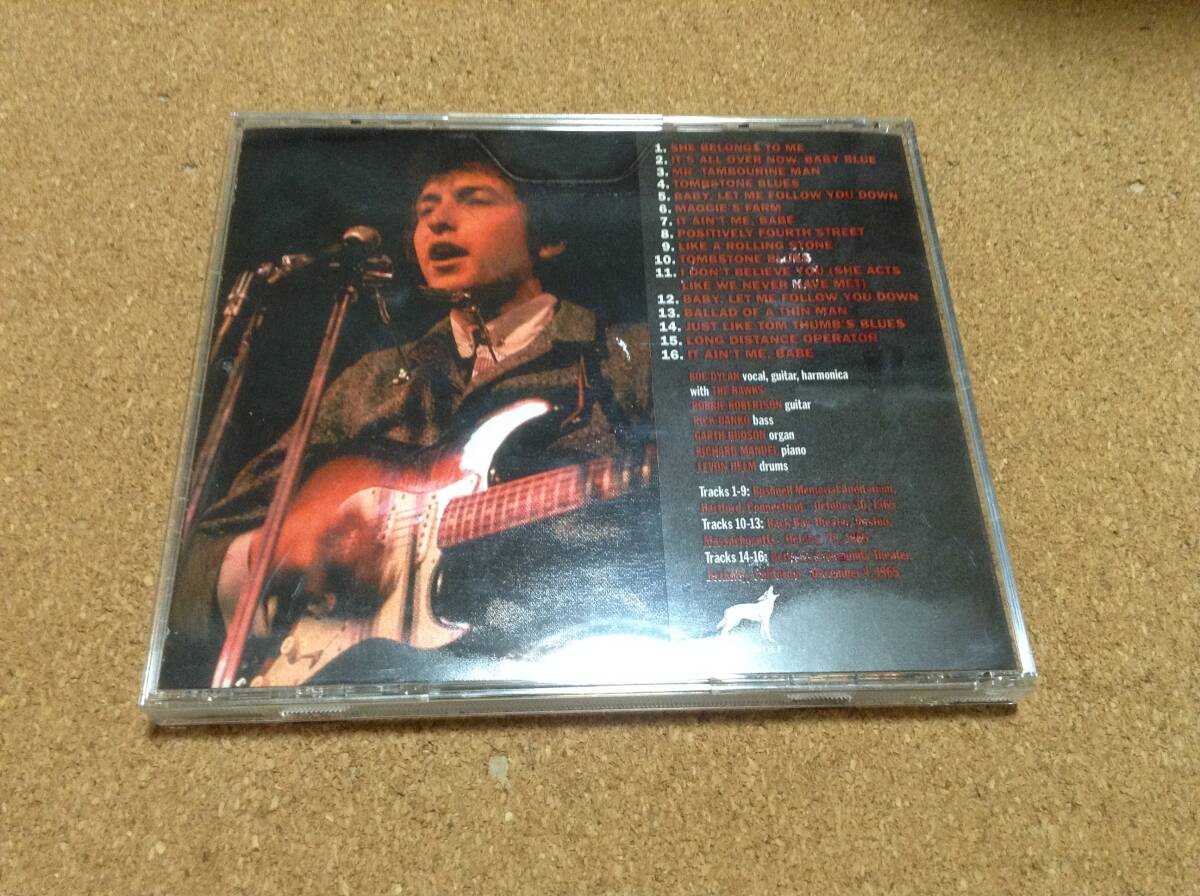 1. SHE BELONGS TO ME
2. IT'S ALL OVER NOW, BABY BLUE
3. MR. TAMBOURINE MAN
4. TOMBSTONE BLUES
5. BABY, LET ME FOLLOW YOU DOWN
6. MAGGIE'S FARM
7. IT AIN'T ME, BABE
8. POSITIVELY FOURTH STREET
9. LIKE A ROLLING STONE
10. TOMBSTONE BLUES
11. I DON'T BELIEVE YOU (SHE ACTS
LIKE WE NEVER HAVE MET)
12. BABY, LET ME FOLLOW YOU DOWN
13. BALLAD OF A THIN MAN
14. JUST LIKE TOM THUMB'S BLUES
15. LONG DISTANCE OPERATOR
16. IT AIN'T ME, BABE
BOB DYLAN vocal, guitar, harmonica
with THE HAWKS:
ROBBIE ROBERTSON guitar
RICK DANKO bass
GARTH HUDSON organ
RICHARD MANUEL piano
LEVON HELM drums
Tracks 1-9: Bushnell Memorial Auditorium,
Hartford, Connecticut October 30, 1965
Tracks 10-13: Back Bay Theater, Boston,
Massachusetts October 1965
Tracks 14-16: Berkeley Community Theater,
Berkeley, California December 4, 1965
WOLF